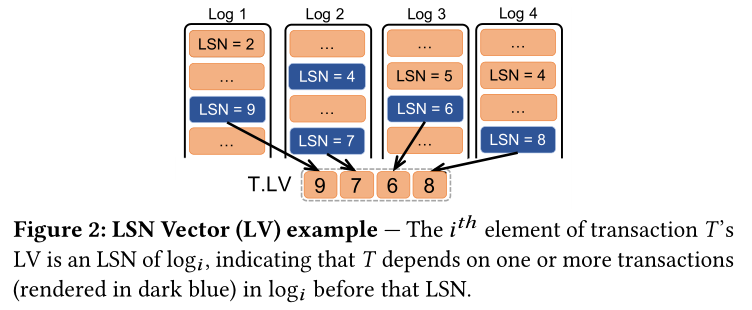 Log 1 Log 2 Log 3 Log 4
LSN = 2 ... ... ...
... LSN = 4 LSN = 5 LSN = 4
LSN = 9 ... LSN = 6 ...
... LSN = 7 ... LSN = 8
T.LV 9 7 6 8
Figure 2: LSN Vector (LV) example — The iᵗʰ element of transaction T’s
LV is an LSN of logᵢ, indicating that T depends on one or more transactions
(rendered in dark blue) in logᵢ before that LSN.